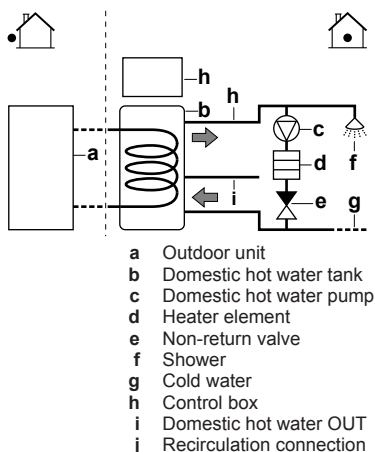 h
b
h
a
c
d
f
i
e
g
a Outdoor unit
b Domestic hot water tank
c Domestic hot water pump
d Heater element
e Non-return valve
f Shower
g Cold water
h Control box
i Domestic hot water OUT
j Recirculation connection